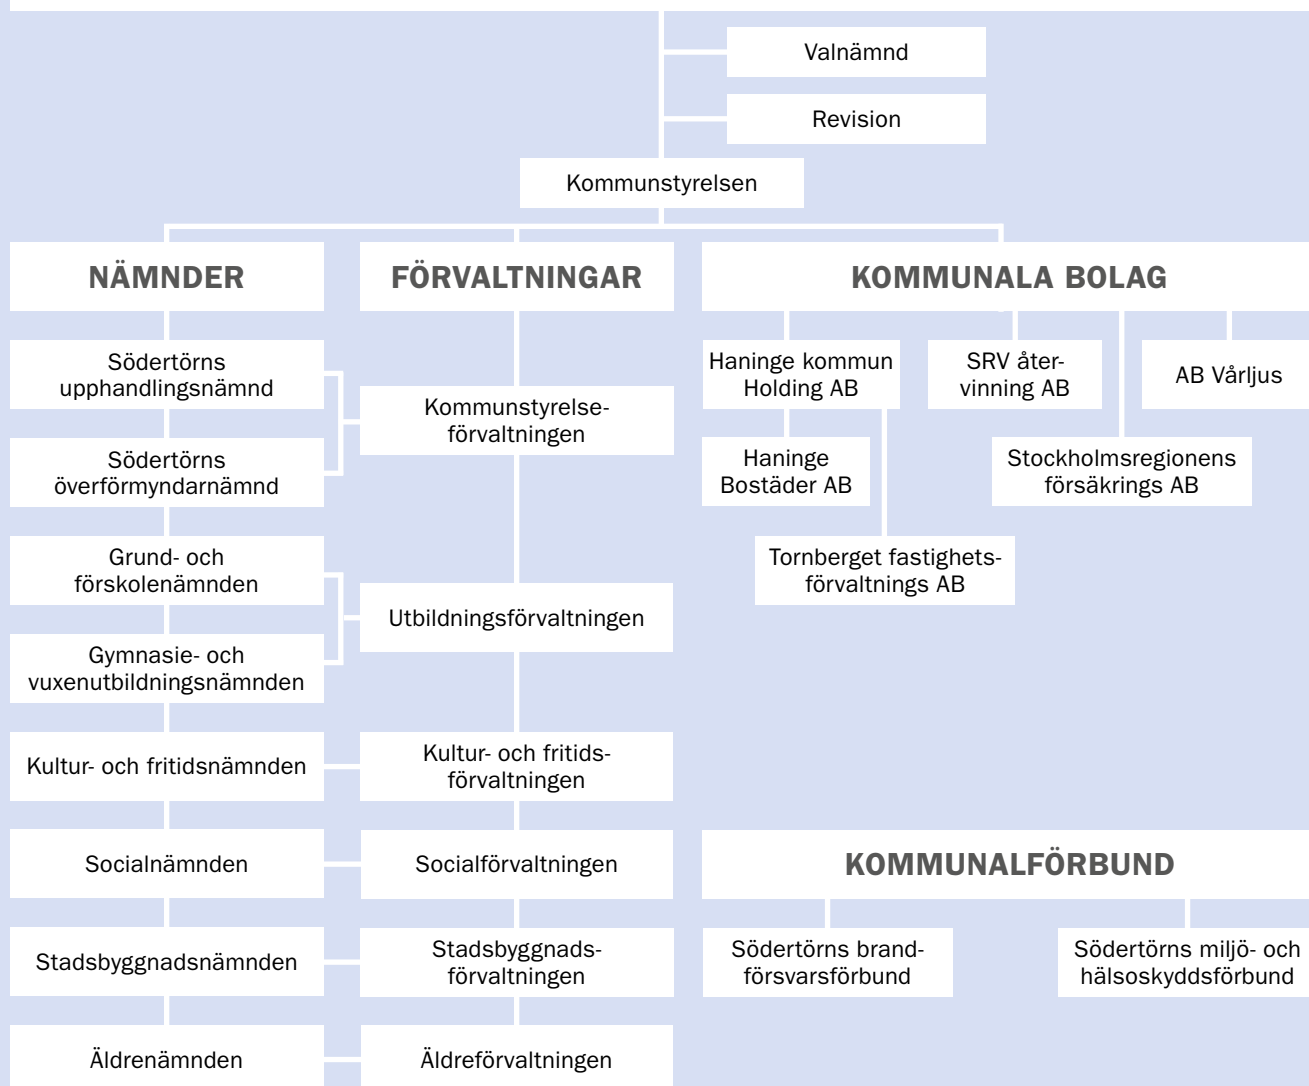 Valnämnd
Revision
Kommunstyrelsen
NÄMNDER
Södertörns
upphandlingsnämnd
Södertörns
överförmyndarnämnd
Grund- och
förskolenämnden
Gymnasie- och
vuxenutbildningsnämnden
Kultur- och fritidsnämnden
Socialnämnden
Stadsbyggnadsnämnden
Äldrenämnden
FÖRVALTNINGAR
Kommunstyrelse-
förvaltningen
Utbildningsförvaltningen
Kultur- och fritids-
förvaltningen
Socialförvaltningen
Stadsbyggnads-
förvaltningen
Äldreförvaltningen
KOMMUNALA BOLAG
Haninge kommun
Holding AB
SRV åter-
vinning AB
AB Vårljus
Haninge
Bostäder AB
Stockholmsregionens
försäkrings AB
Tornberget fastighets-
förvaltnings AB
KOMMUNALFÖRBUND
Södertörns brand-
försvarsförbund
Södertörns miljö- och
hälsoskyddsförbund